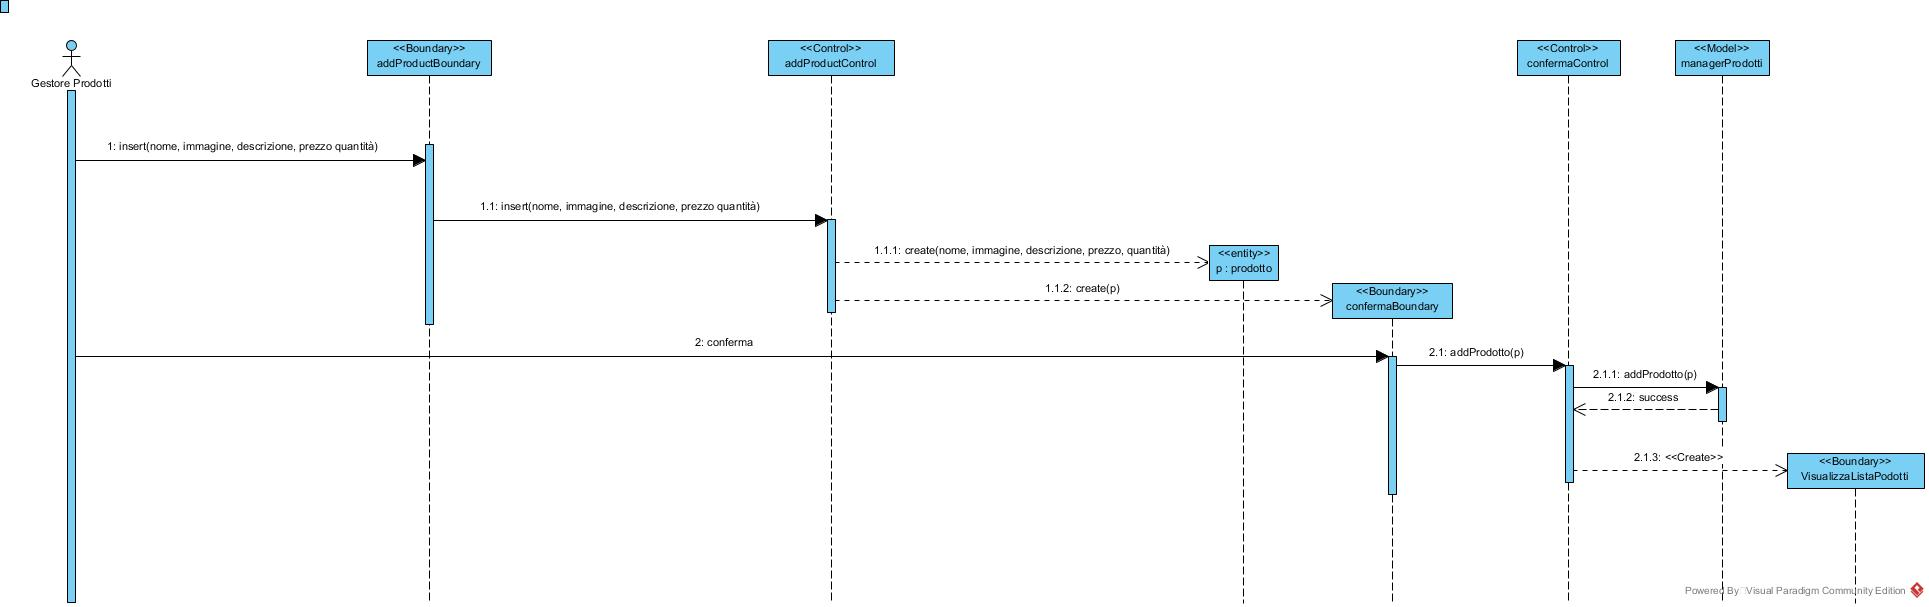 <<Boundary>>
addProductBoundary
<<Control>>
addProductControl
<<Control>>
confermaControl
<<Model>>
managerProdotti
Gestore Prodotti
1: insert(nome, immagine, descrizione, prezzo quantità)
1.1: insert(nome, immagine, descrizione, prezzo quantità)
1.1.1: create(nome, immagine, descrizione, prezzo, quantità)
<<entity>>
p : prodotto
1.1.2: create(p)
<<Boundary>>
confermaBoundary
2: conferma
2.1: addProdotto(p)
2.1.1: addProdotto(p)
2.1.2: success
2.1.3: <<Create>>
<<Boundary>>
VisualizzaListaPodotti
Powered By Visual Paradigm Community Edition